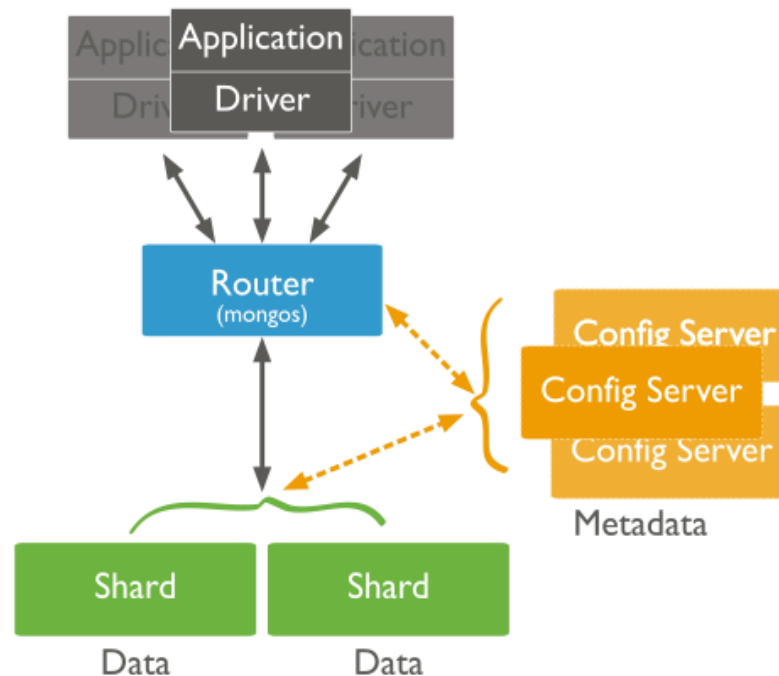 Application
Driver
Router
(mongos)
Config Server
Config Server
Config Server
Metadata
Shard
Shard
Data
Data